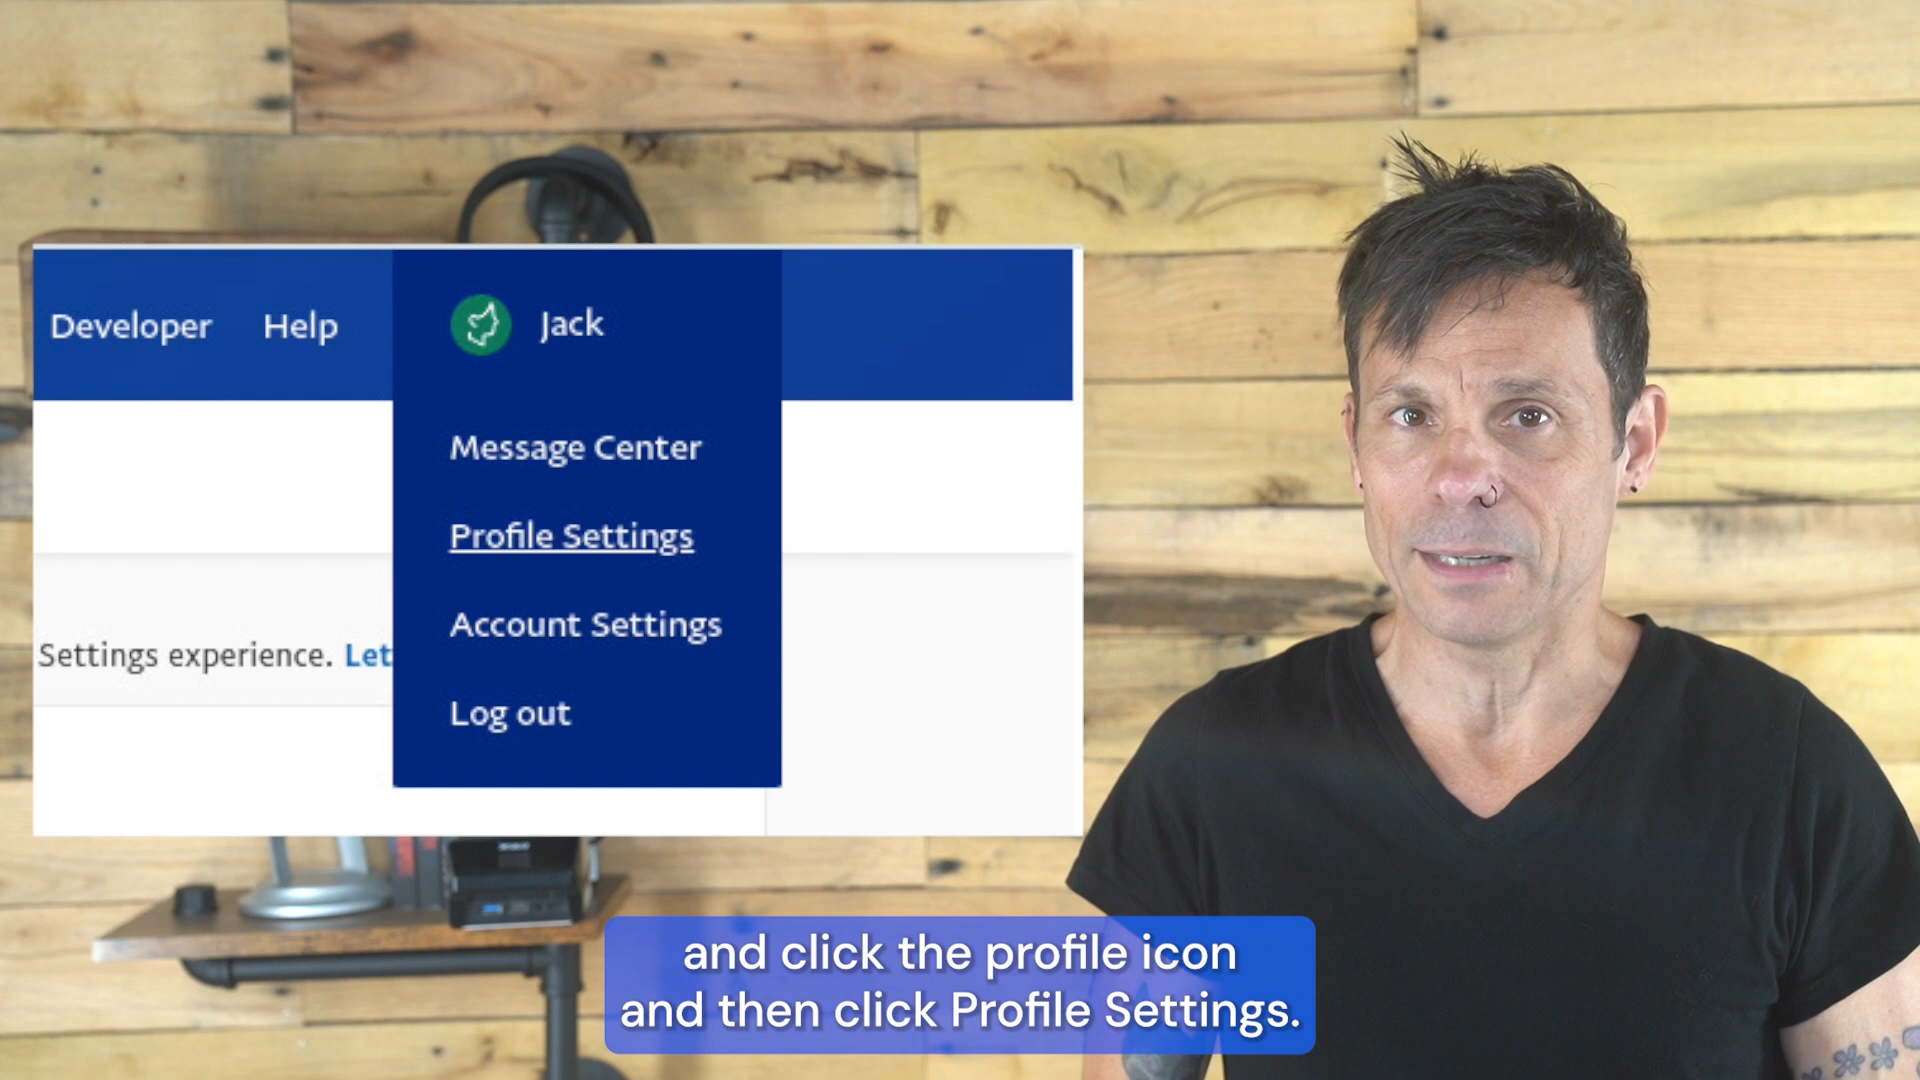 Developer Help Jack
Message Center
Profile Settings
Account Settings
Settings experience. Let
Log out
and click the profile icon
and then click Profile Settings.